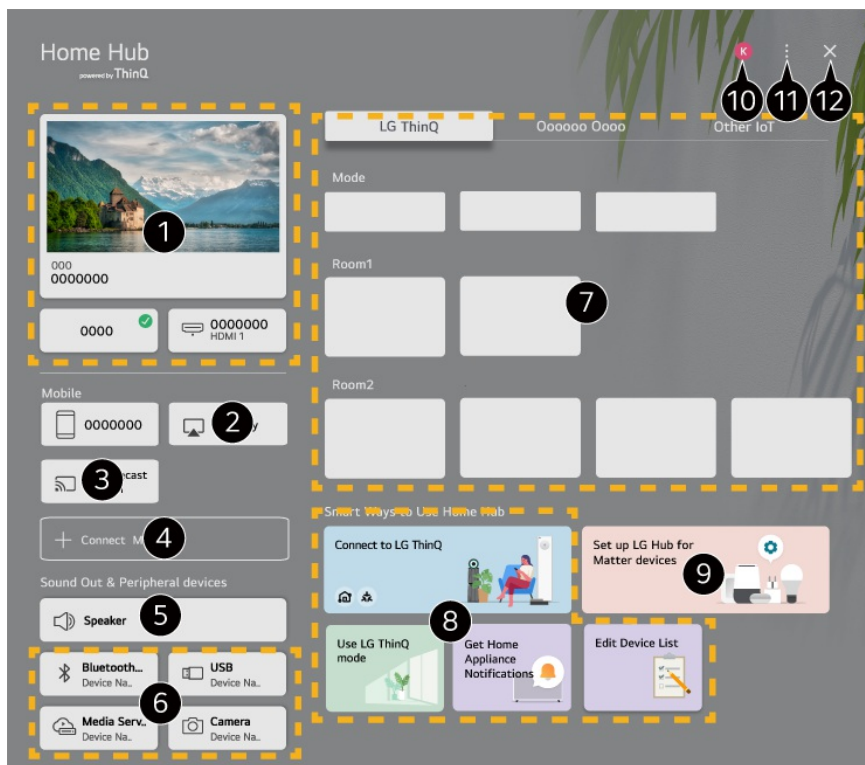 Home Hub
powered by ThinQ
K
10
11
12
LG ThinQ
Oooooo Oooo
Other IoT
1
000
0000000
0000
0000000
HDMI 1
Mode
Room1
7
Room2
Mobile
0000000
2
y
3
cast
4
Connect M
Sound Out & Peripheral devices
Speaker
5
Bluetooth...
Device Na..
USB
Device Na..
6
Media Serv..
Device Na..
Camera
Device Na..
Smart Ways to Use Home Hub
Connect to LG ThinQ
Set up LG Hub for
Matter devices
9
8
Use LG ThinQ
mode
Get Home
Appliance
Notifications
Edit Device List